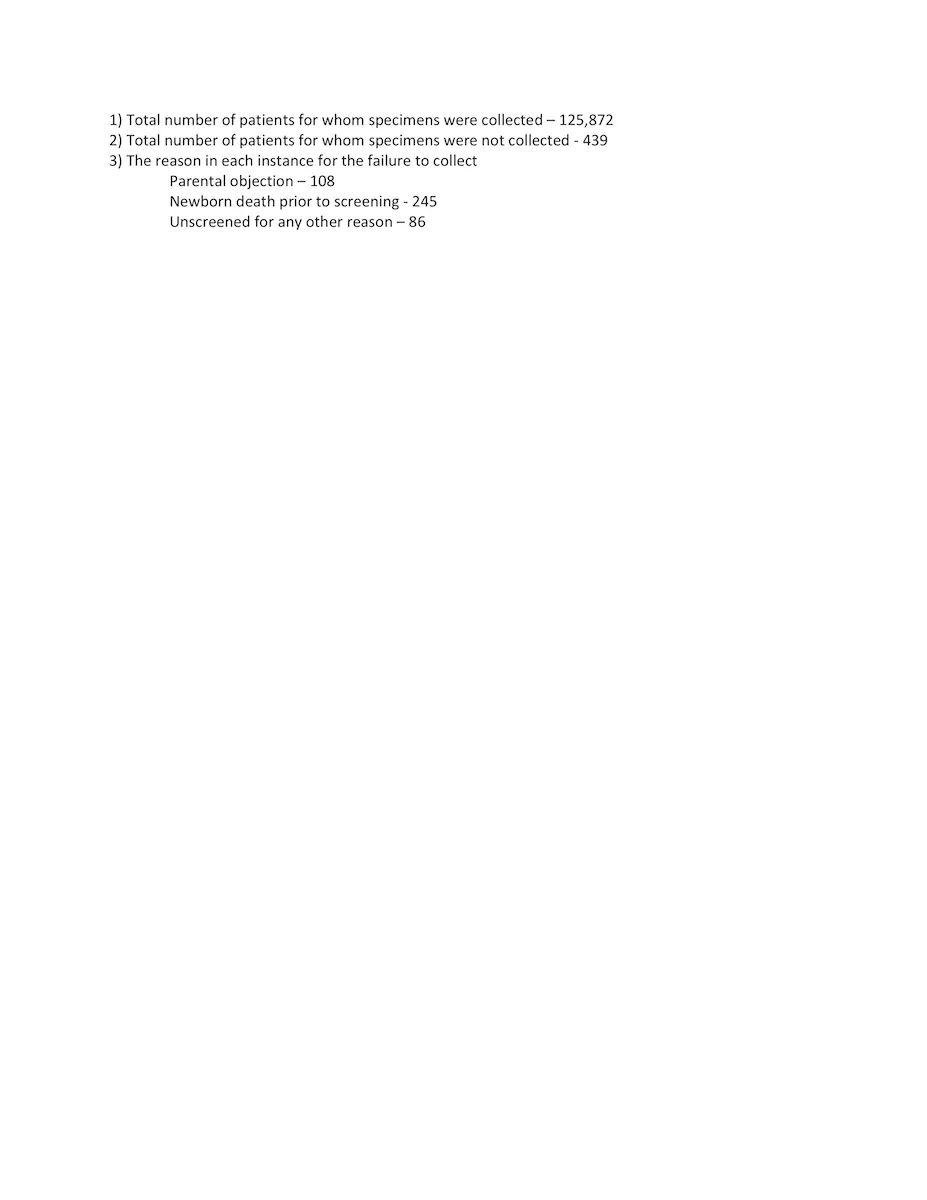 1) Total number of patients for whom specimens were collected – 125,872
2) Total number of patients for whom specimens were not collected - 439
3) The reason in each instance for the failure to collect
Parental objection – 108
Newborn death prior to screening - 245
Unscreened for any other reason – 86